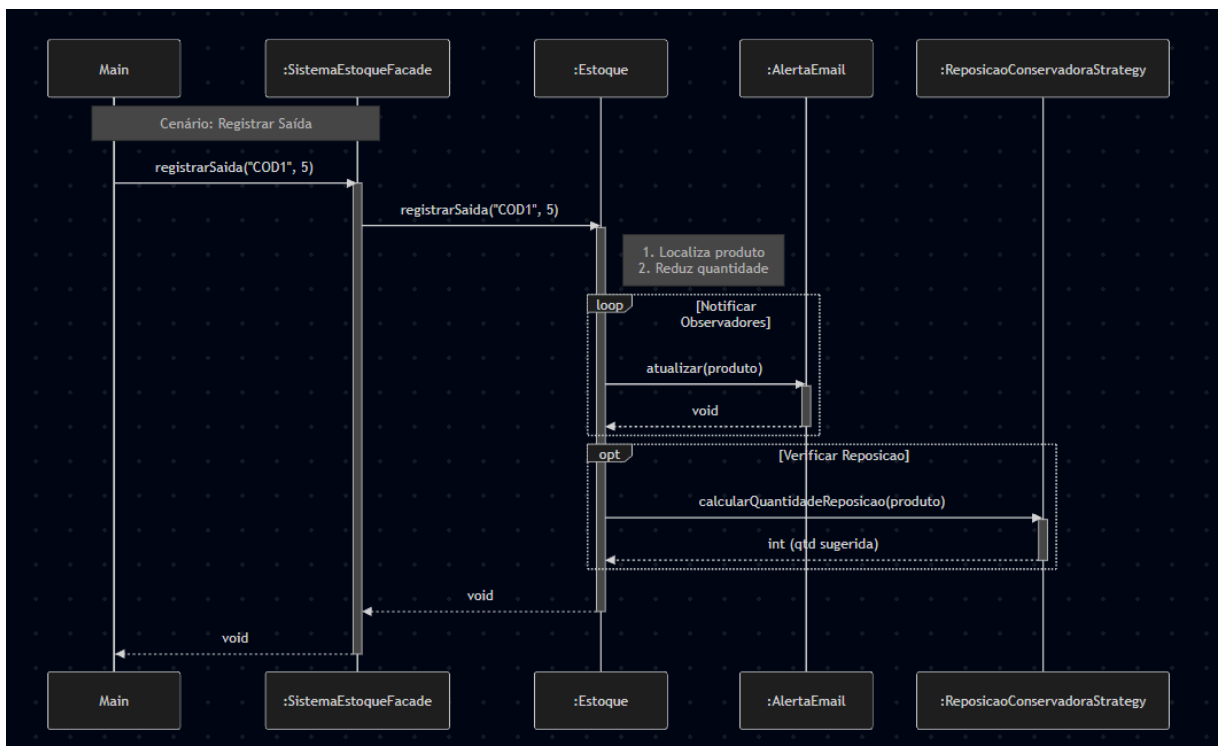 Main
:SistemaEstoqueFacade
:Estoque
:AlertaEmail
:ReposicaoConservadoraStrategy
Cenário: Registrar Saída
registrarSaida("COD1", 5)
registrarSaida("COD1", 5)
1. Localiza produto
2. Reduz quantidade
loop
[Notificar
Observadores]
atualizar(produto)
void
opt
[Verificar Reposicao]
calcularQuantidadeReposicao(produto)
int (qtd sugerida)
void
void
Main
:SistemaEstoqueFacade
:Estoque
:AlertaEmail
:ReposicaoConservadoraStrategy